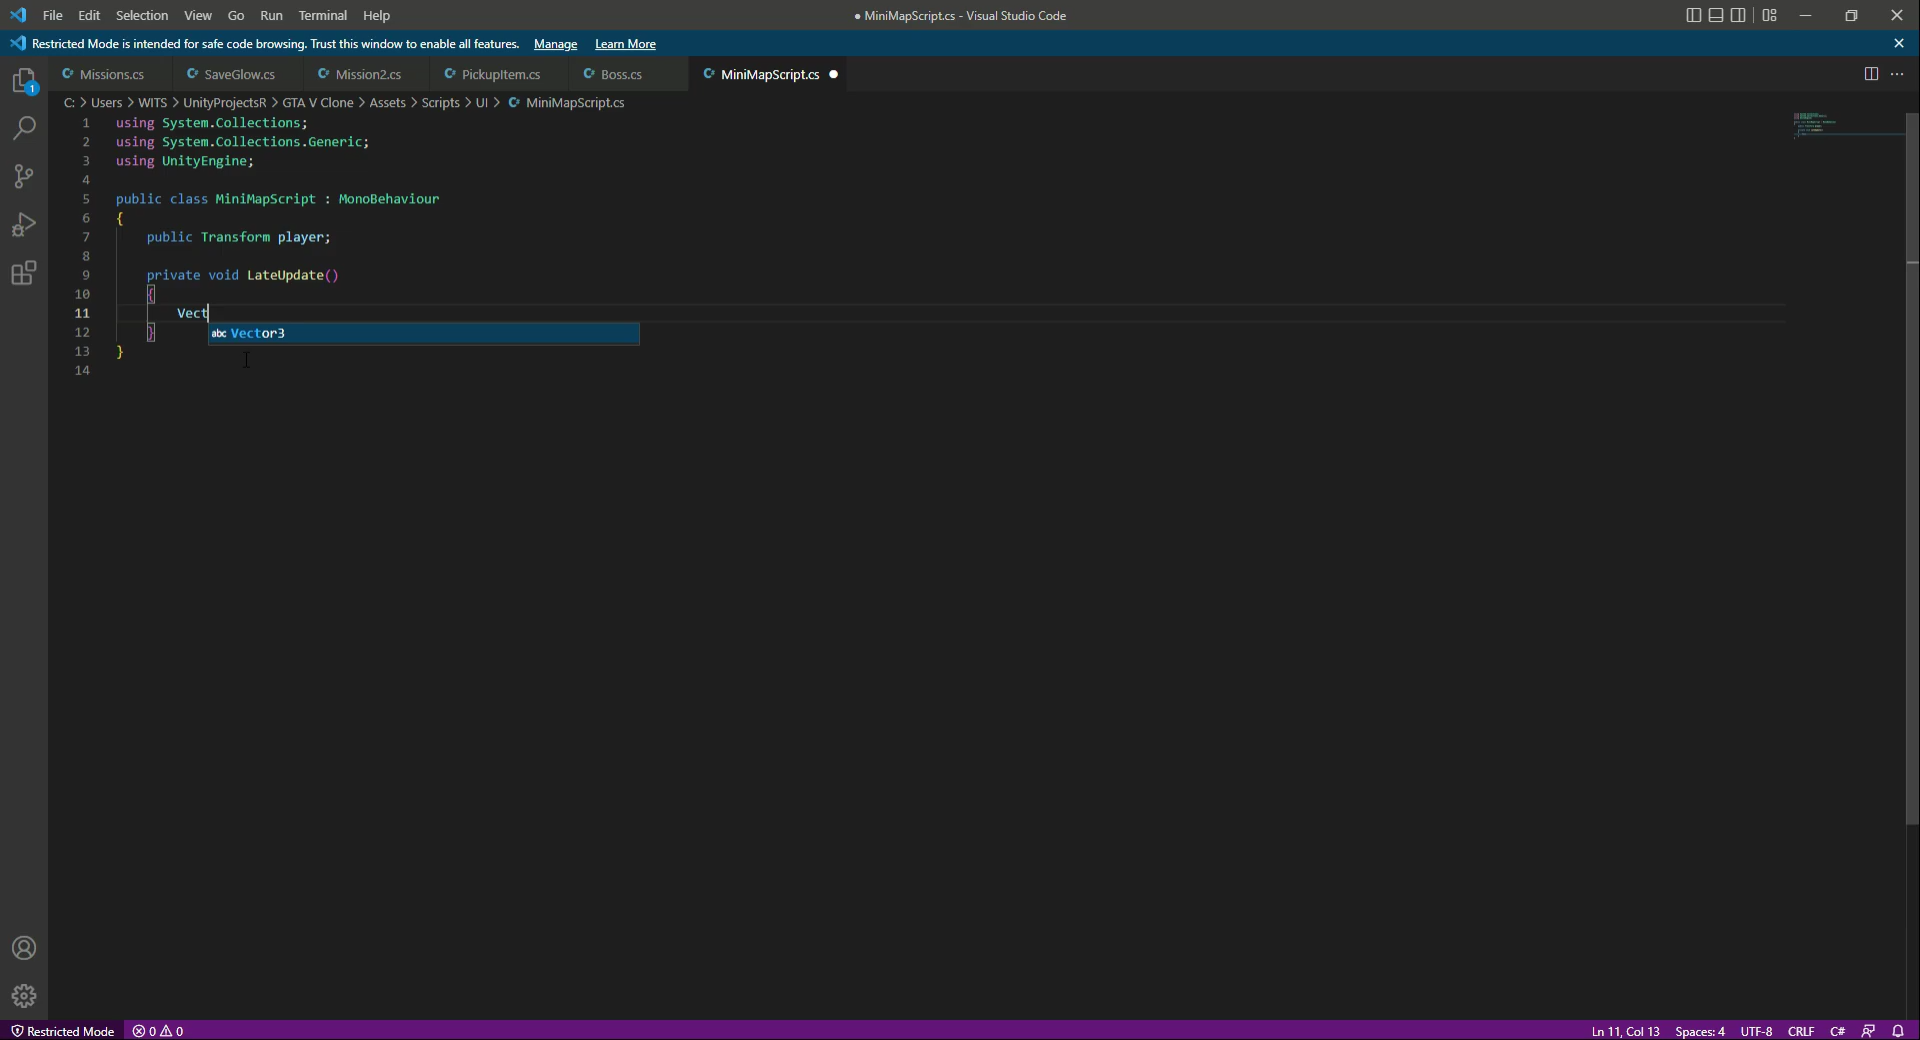 File Edit Selection View Go Run Terminal Help
● MiniMapScript.cs - Visual Studio Code
Restricted Mode is intended for safe code browsing. Trust this window to enable all features. Manage Learn More
1
Missions.cs SaveGlow.cs Mission2.cs PickupItem.cs Boss.cs MiniMapScript.cs
C: > Users > WITS > UnityProjectsR > GTA V Clone > Assets > Scripts > UI > MiniMapScript.cs
1 using System.Collections;
2 using System.Collections.Generic;
3 using UnityEngine;
4
5 public class MiniMapScript : MonoBehaviour
6 {
7 public Transform player;
8
9 private void LateUpdate()
10 {
11 Vect
abc Vector3
12 }
13 }
14
Restricted Mode 0 0 Ln 11, Col 13 Spaces: 4 UTF-8 CRLF C#